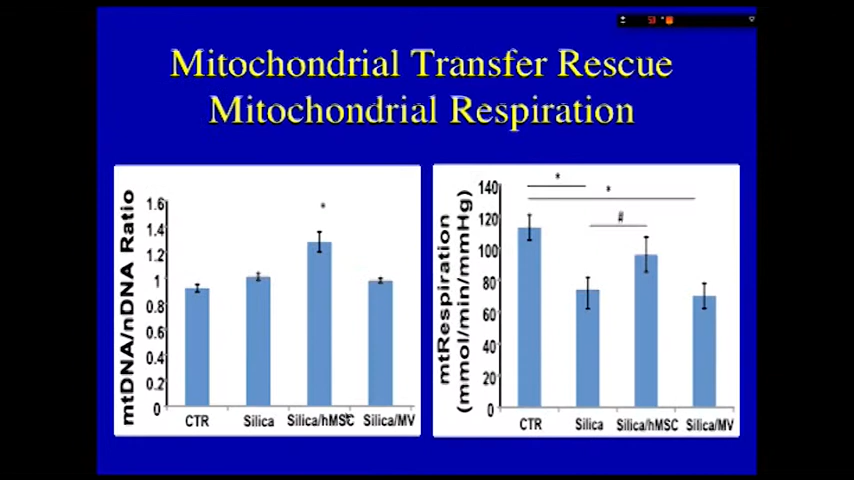 Mitochondrial Transfer Rescue
Mitochondrial Respiration
mtDNA/nDNA Ratio
1.6
1.4
1.2
1
0.8
0.6
0.4
0.2
0
*
CTR
Silica
Silica/hMSC
Silica/MV
mtRespiration
(mmol/min/mmHg)
140
120
100
80
60
40
20
0
*
*
#
CTR
Silica
Silica/hMSC
Silica/MV